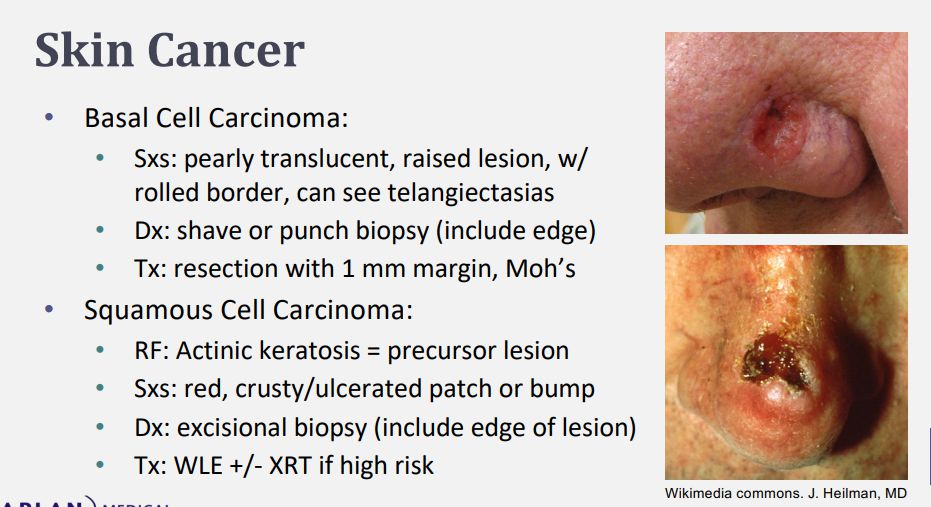 Skin Cancer
• Basal Cell Carcinoma:
• Sxs: pearly translucent, raised lesion, w/
rolled border, can see telangiectasias
• Dx: shave or punch biopsy (include edge)
• Tx: resection with 1 mm margin, Moh’s
• Squamous Cell Carcinoma:
• RF: Actinic keratosis = precursor lesion
• Sxs: red, crusty/ulcerated patch or bump
• Dx: excisional biopsy (include edge of lesion)
• Tx: WLE +/- XRT if high risk
Wikimedia commons. J. Heilman, MD